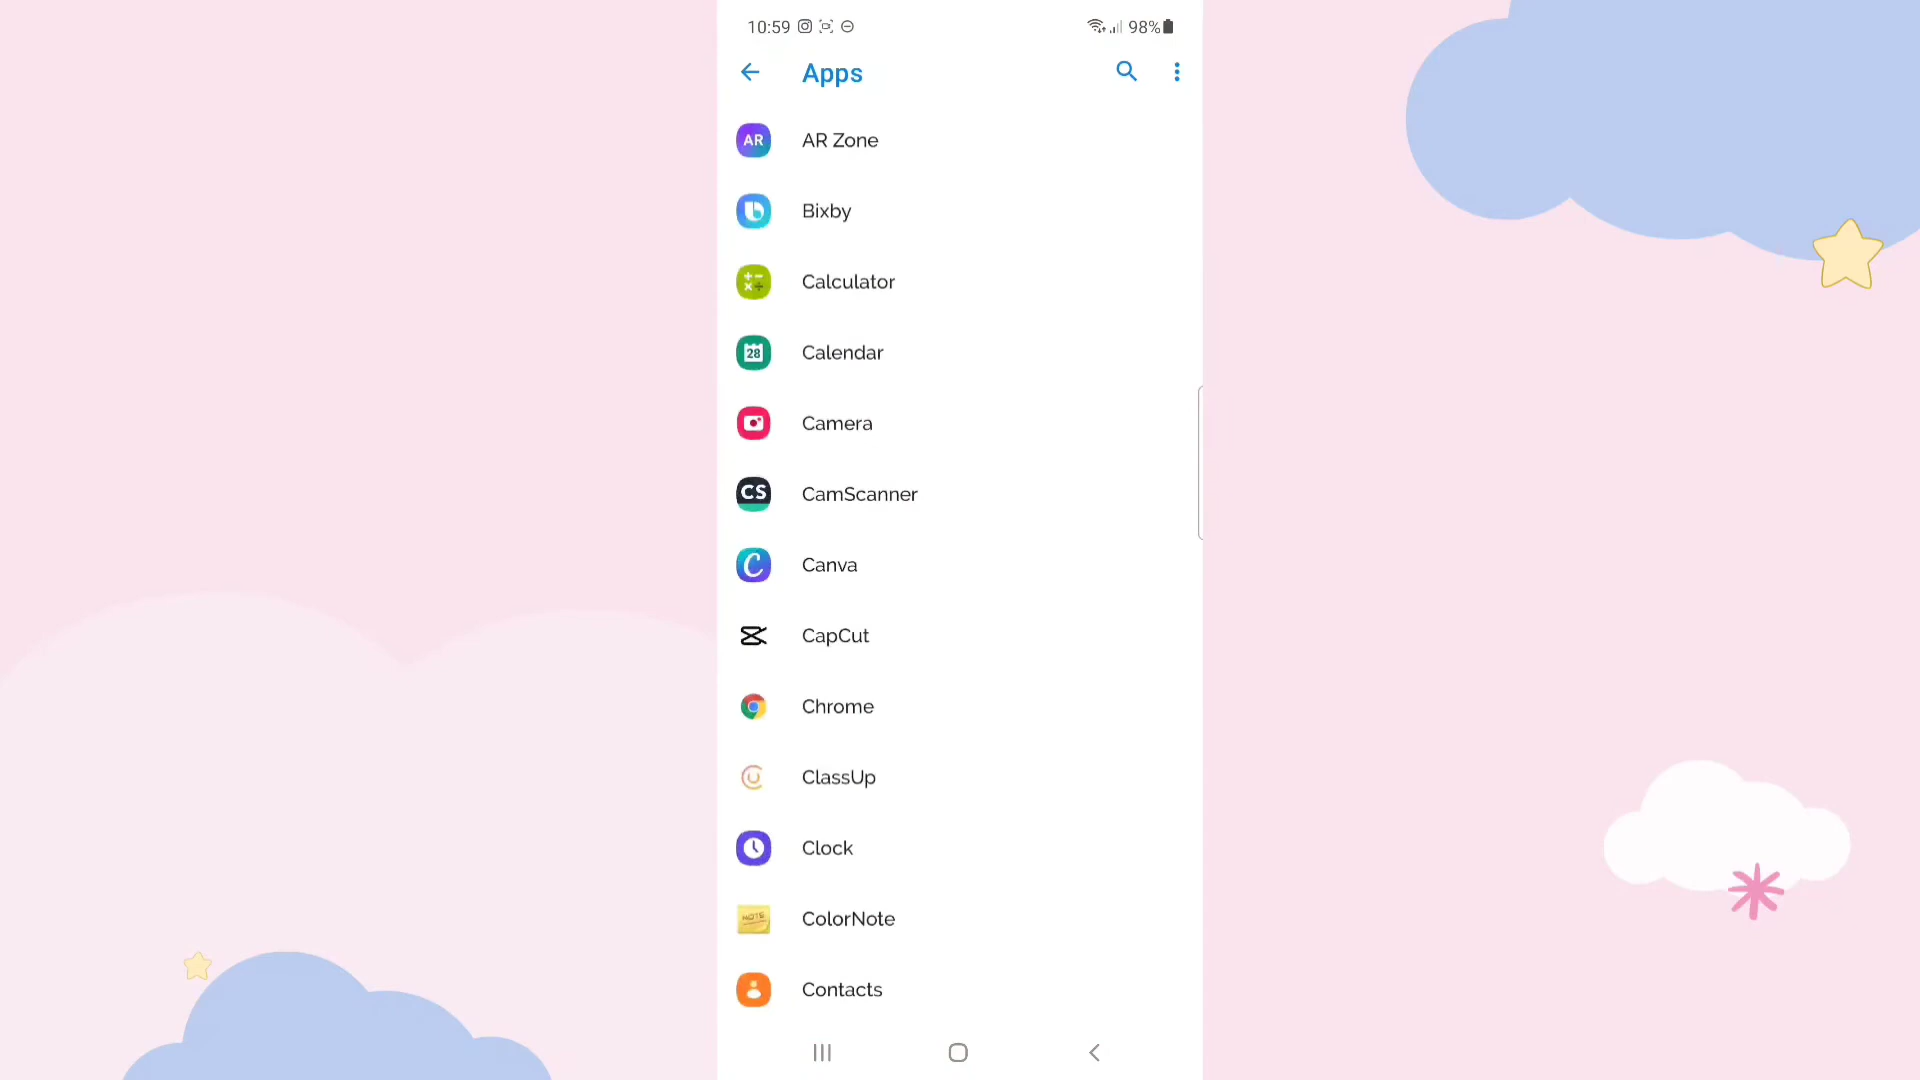 10:59 98%
Apps
AR AR Zone
Bixby
Calculator
28 Calendar
Camera
CS CamScanner
C Canva
CapCut
Chrome
ClassUp
Clock
NOTE ColorNote
Contacts